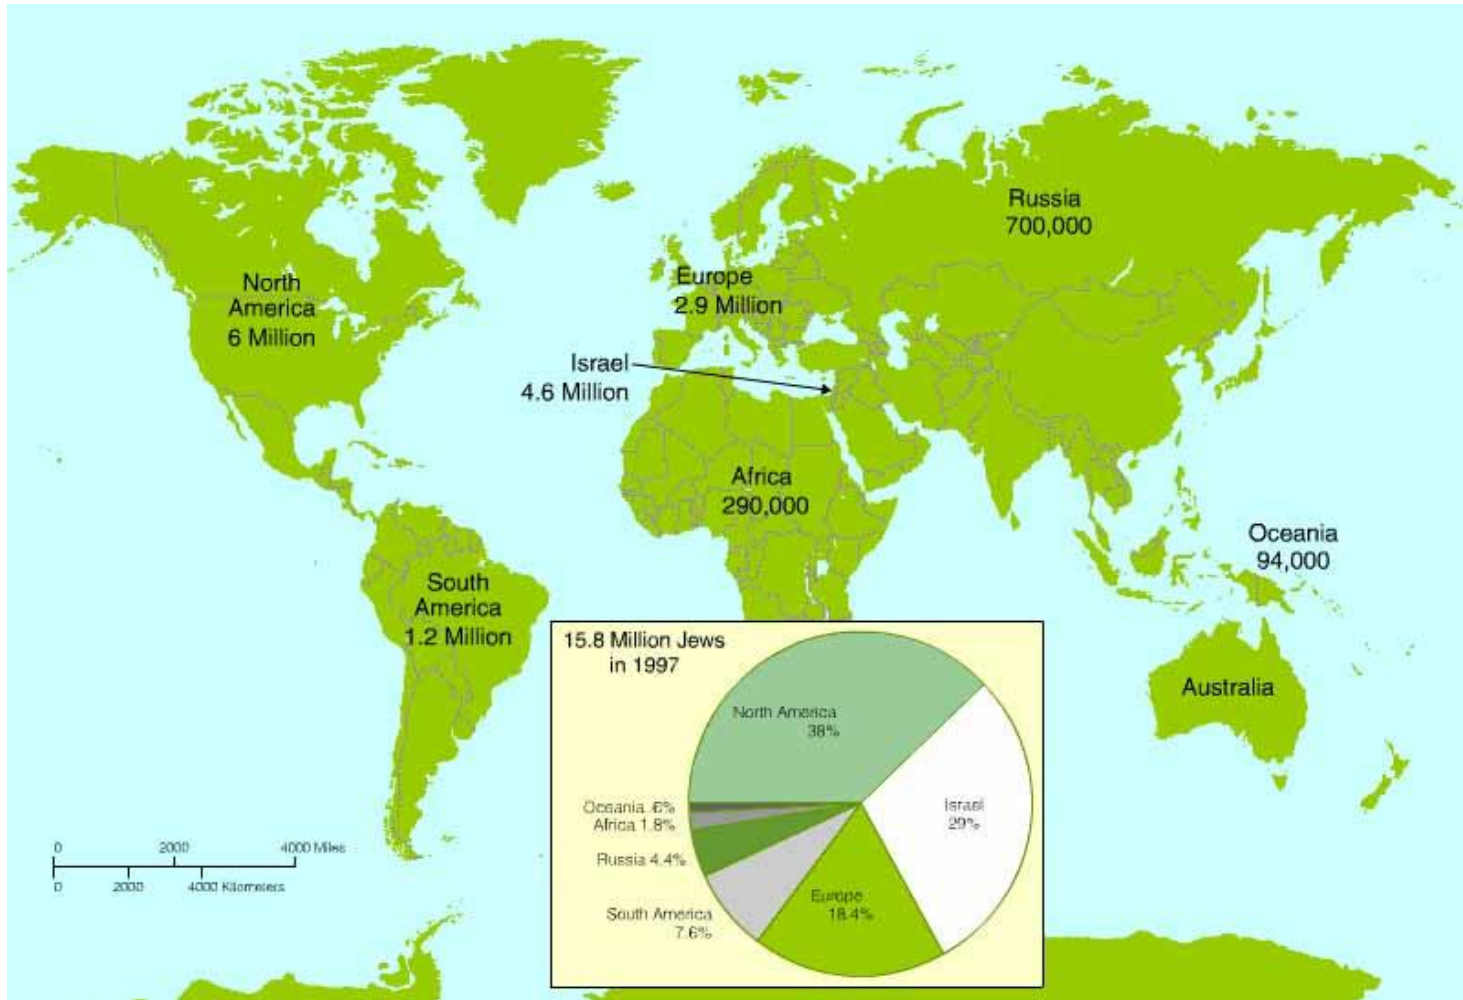 Russia
700,000
North
America
6 Million
Europe
2.9 Million
Israel
4.6 Million
Africa
290,000
Oceania
94,000
South
America
1.2 Million
Australia
15.8 Million Jews
in 1997
North America
38%
Israel
29%
Oceania .6%
Africa 1.8%
Russia 4.4%
Europe
18.4%
South America
7.6%
0 2000 4000 Miles
0 2000 4000 Kilometers